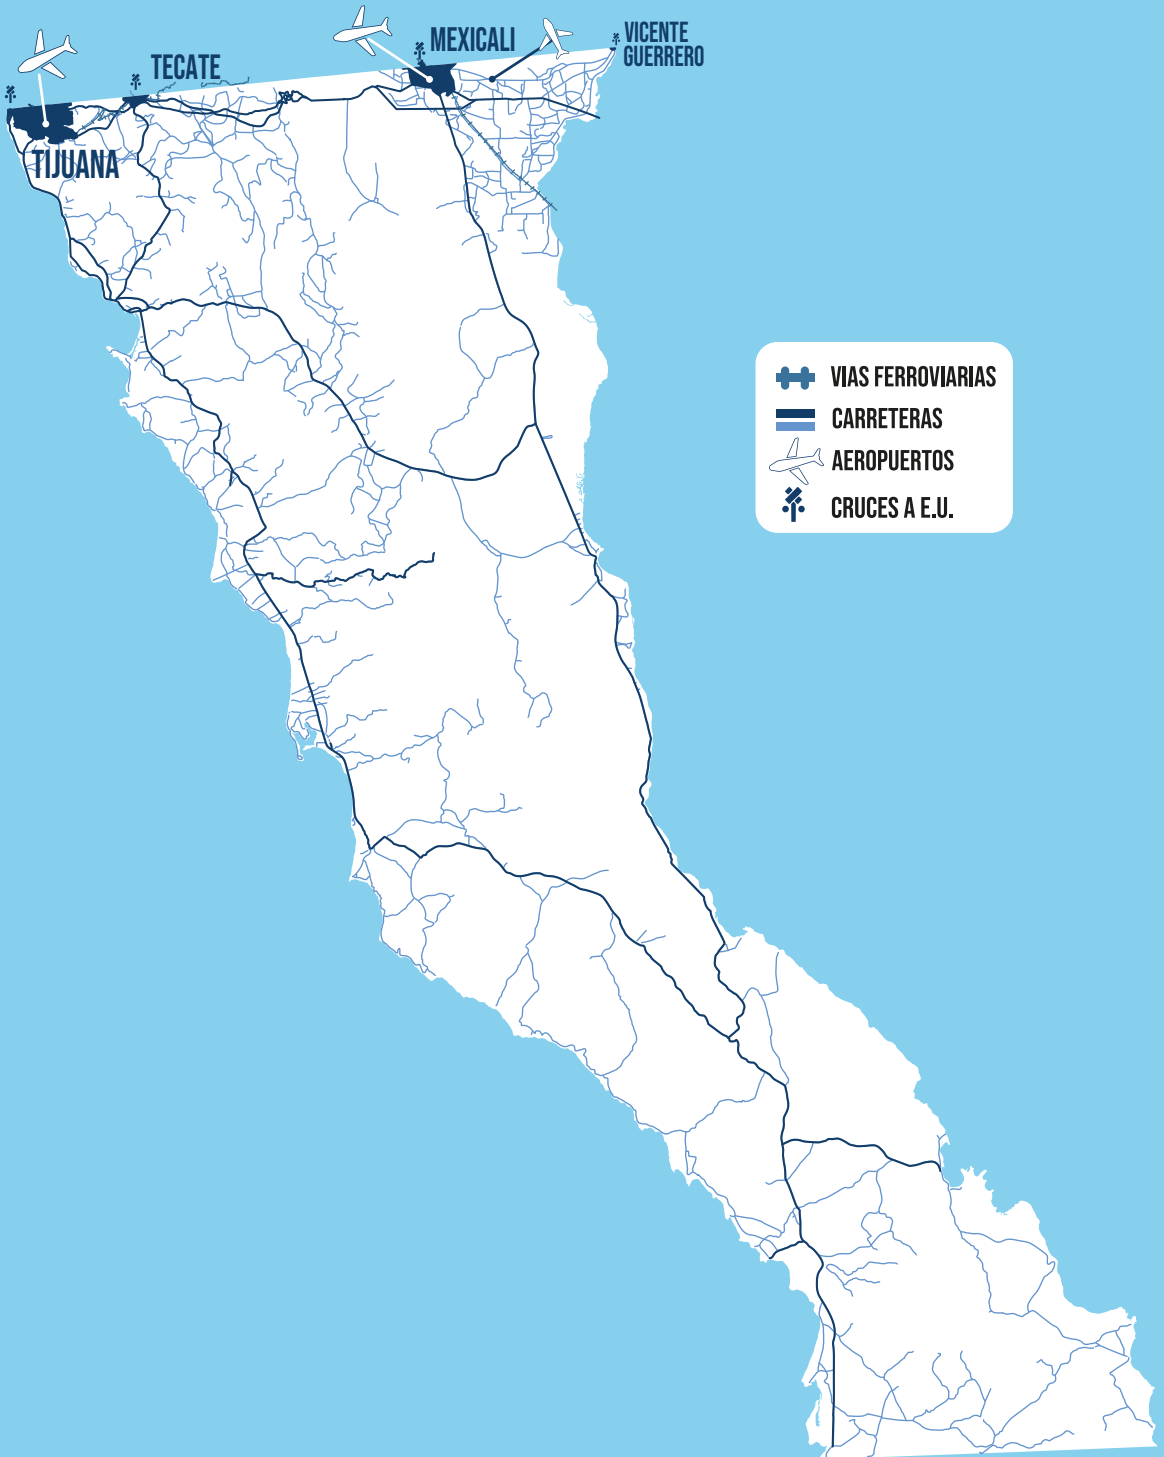 MEXICALI
VICENTE
GUERRERO
TECATE
TIJUANA
VIAS FERROVIARIAS
CARRETERAS
AEROPUERTOS
CRUCES A E.U.